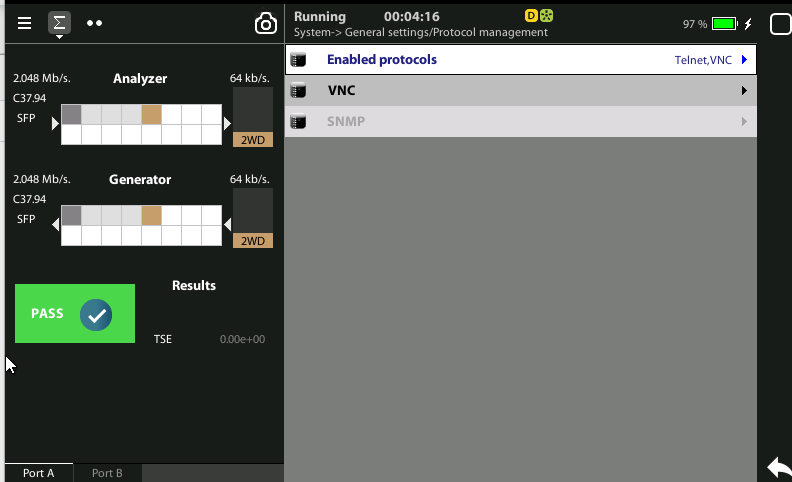 Running 00:04:16 D
System-> General settings/Protocol management
97 %
2.048 Mb/s. Analyzer 64 kb/s.
C37.94
SFP
2WD
2.048 Mb/s. Generator 64 kb/s.
C37.94
SFP
2WD
Results
PASS
TSE 0.00e+00
Port A Port B
Enabled protocols Telnet,VNC
VNC
SNMP